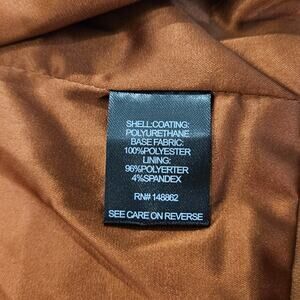 SHELL:COATING:
POLYURETHANE
BASE FABRIC:
100%POLYESTER
LINING:
96%POLYERTER
4%SPANDEX
RN# 148862
SEE CARE ON REVERSE